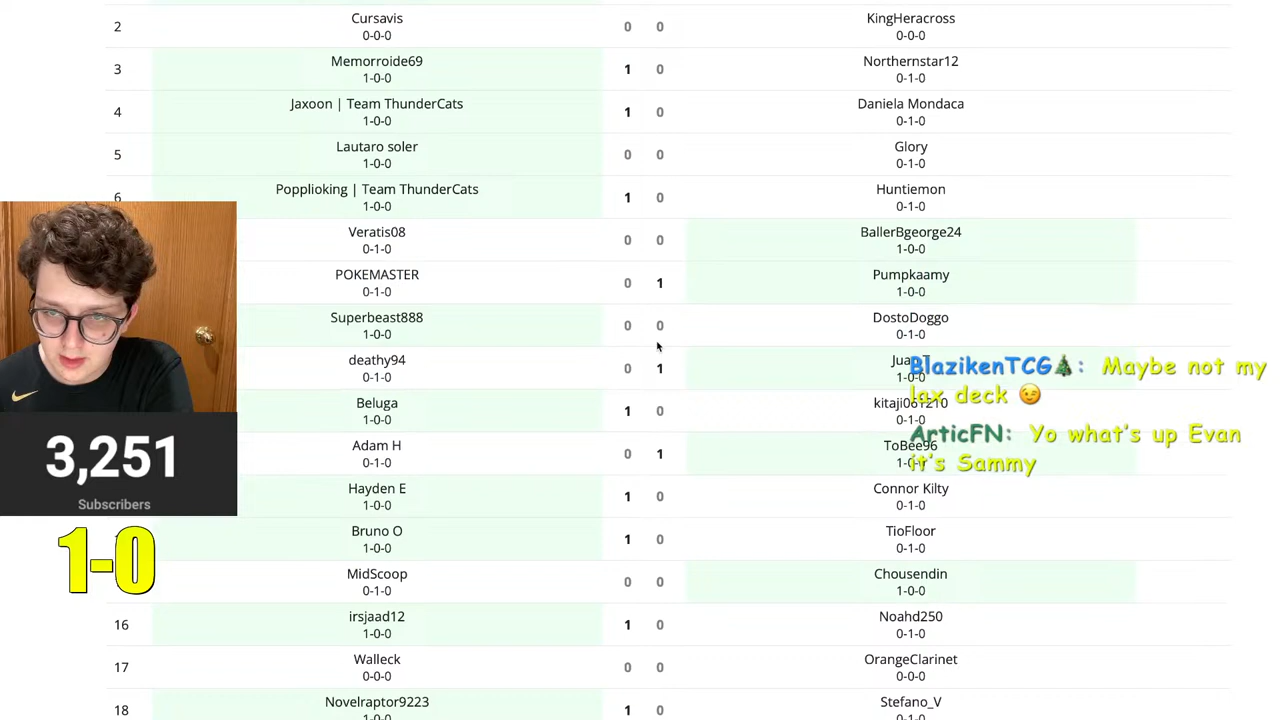 2 Cursavis 0 0 KingHeracross
0-0-0 0-0-0
3 Memorroide69 1 0 Northernstar12
1-0-0 0-1-0
4 Jaxoon | Team ThunderCats 1 0 Daniela Mondaca
1-0-0 0-1-0
5 Lautaro soler 0 0 Glory
1-0-0 0-1-0
6 Popplioking | Team ThunderCats 1 0 Huntiemon
1-0-0 0-1-0
Veratis08 0 0 BallerBgeorge24
0-1-0 1-0-0
POKEMASTER 0 1 Pumpkaamy
0-1-0 1-0-0
Superbeast888 0 0 DostoDoggo
1-0-0 0-1-0
deathy94 0 1
0-1-0 1-0-0
BlazikenTCG🎄: Maybe not my
lax deck 😉
Beluga 1 0 kitaji061210
1-0-0 0-1-0
ArticFN: Yo what's up Evan
it's Sammy
Adam H 0 1 ToBee96
0-1-0
Hayden E 1 0 Connor Kilty
1-0-0 0-1-0
Bruno O 1 0 TioFloor
1-0-0 0-1-0
MidScoop 0 0 Chousendin
0-1-0 1-0-0
16 irsjaad12 1 0 Noahd250
1-0-0 0-1-0
17 Walleck 0 0 OrangeClarinet
0-0-0 0-0-0
18 Novelraptor9223 1 0 Stefano_V
1-0-0 0-1-0
3,251
Subscribers
1-0